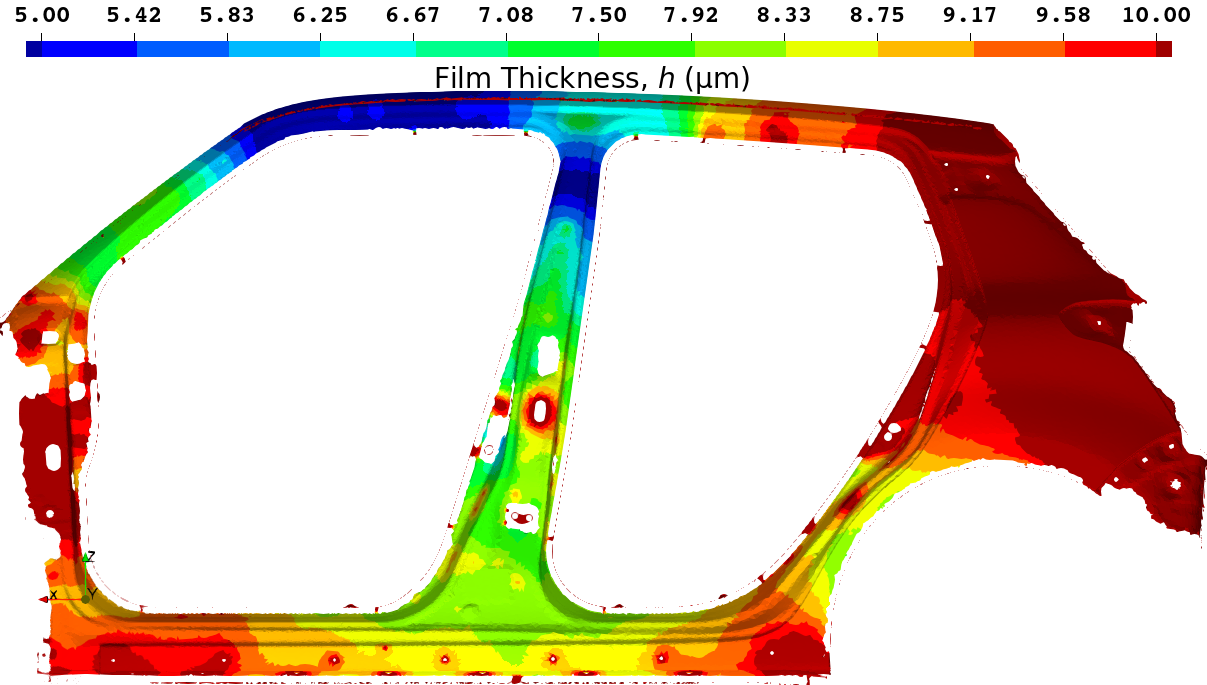 5.00 5.42 5.83 6.25 6.67 7.08 7.50 7.92 8.33 8.75 9.17 9.58 10.00
Film Thickness, h (μm)
Z
X Y